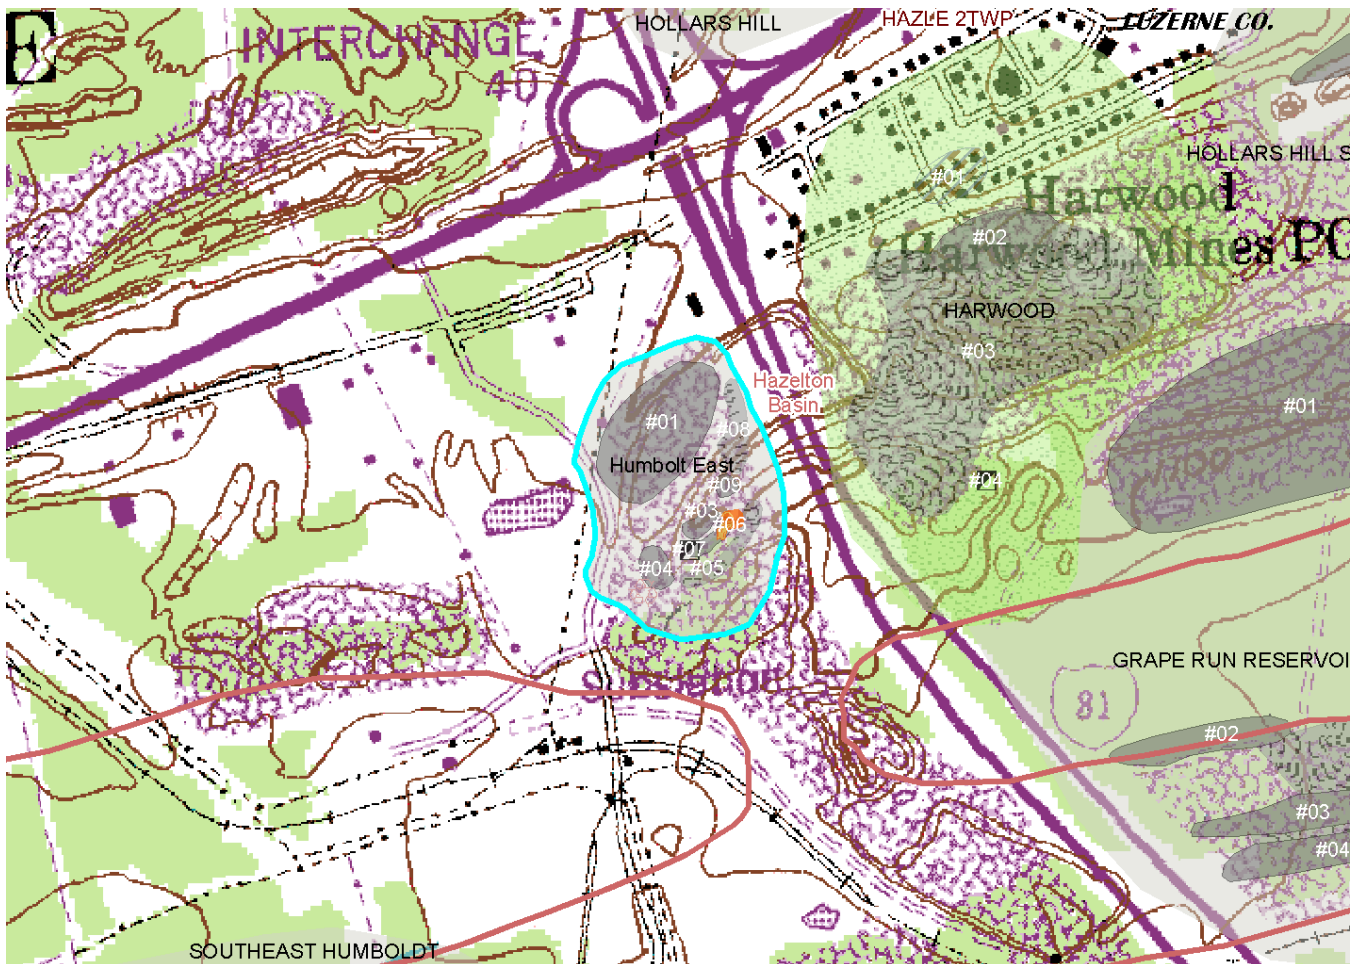 E
INTERCHANGE
40
HOLLARS HILL
HAZLE 2TWP
LUZERNE CO.
HOLLARS HILL S
#01
Harwood
#02
Harwood Mines PG
HARWOOD
#03
Hazelton
Basin
#01
#01
#08
Humbolt East
#09
#04
#03
#06
#07
#04
#05
GRAPE RUN RESERVOI
81
#02
#03
#04
SOUTHEAST HUMBOLDT